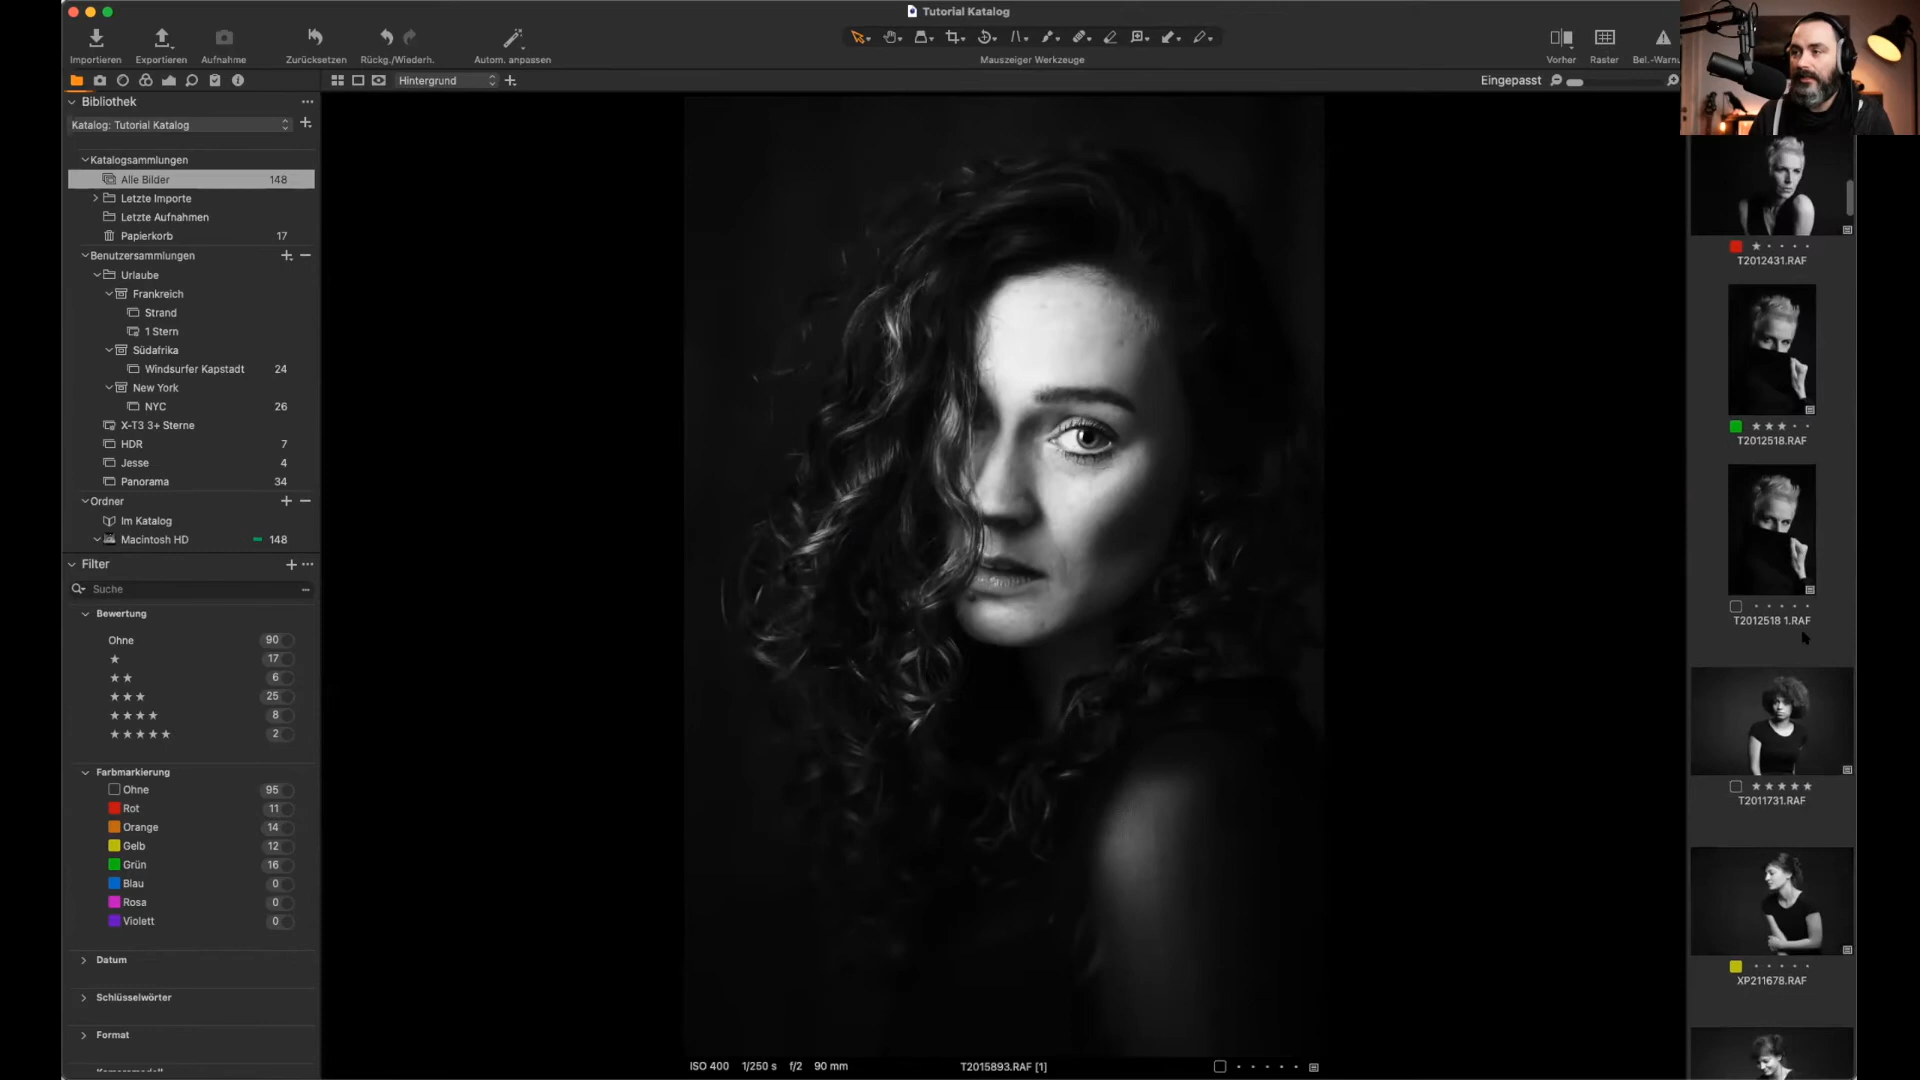 Tutorial Katalog
Importieren
Exportieren
Aufnahme
Zurücksetzen
Rückg./Wiederh.
Autom. anpassen
Mauszeiger Werkzeuge
Vorher
Raster
Bel.-Warnu
Hintergrund
Eingepasst
Bibliothek
Katalog: Tutorial Katalog
Katalogsammlungen
Alle Bilder 148
Letzte Importe
Letzte Aufnahmen
Papierkorb 17
Benutzersammlungen
Urlaube
Frankreich
Strand
1 Stern
Südafrika
Windsurfer Kapstadt 24
New York
NYC 26
X-T3 3+ Sterne
HDR 7
Jesse 4
Panorama 34
Ordner
Im Katalog
Macintosh HD 148
Filter
Suche
Bewertung
Ohne 90
★ 17
★★ 6
★★★ 25
★★★★ 8
★★★★★ 2
Farbmarkierung
Ohne 95
Rot 11
Orange 14
Gelb 12
Grün 16
Blau 0
Rosa 0
Violett 0
Datum
Schlüsselwörter
Format
ISO 400 1/250 s f/2 90 mm
T2015893.RAF [1]
T2012431.RAF
T2012518.RAF
T2012518 1.RAF
T2011731.RAF
XP211678.RAF